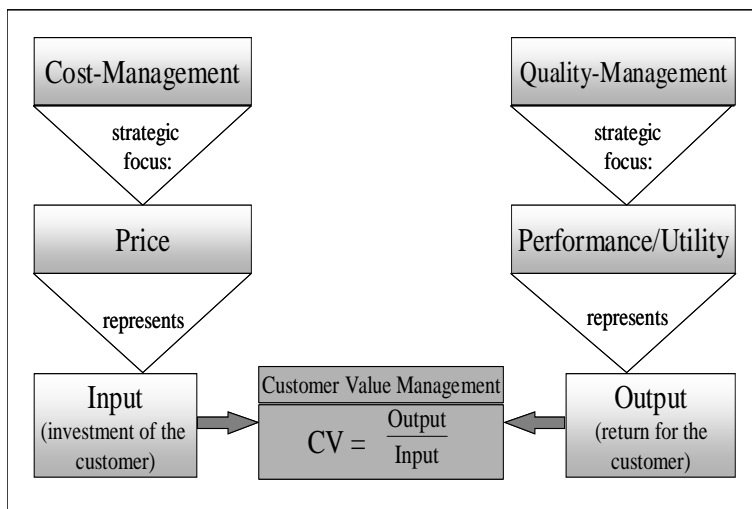 Cost-Management
strategic
focus:
Price
represents
Input
(investment of the
customer)
Quality-Management
strategic
focus:
Performance/Utility
represents
Output
(return for the
customer)
Customer Value Management
CV = Output
Input